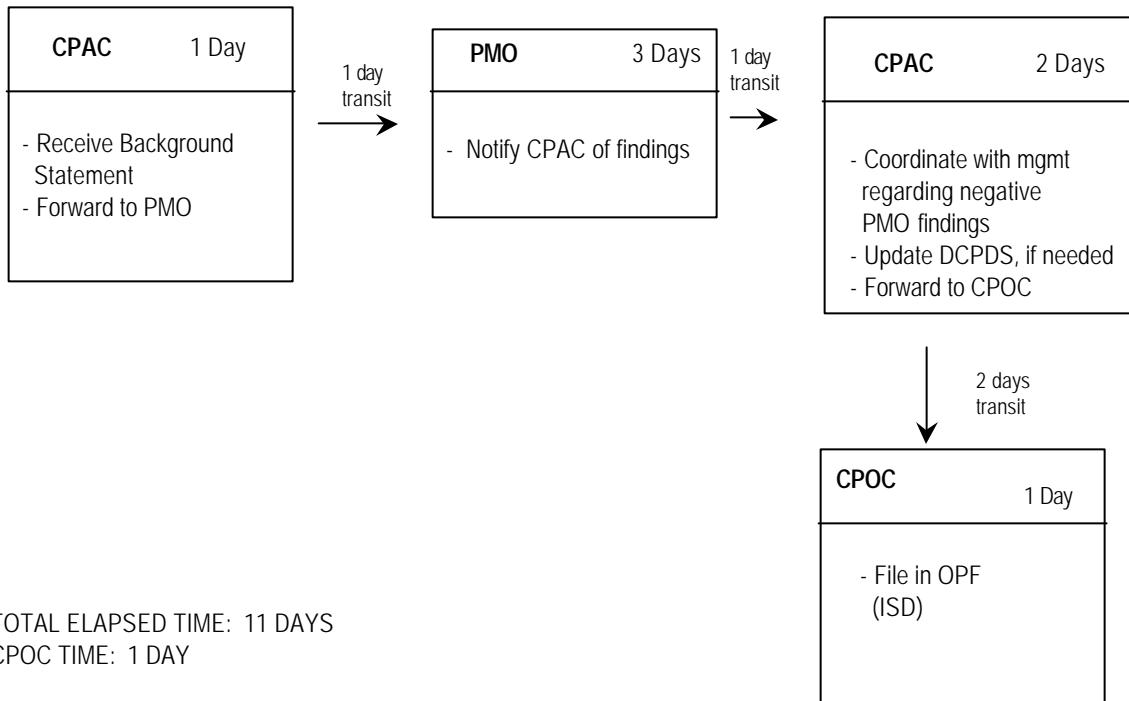 CPAC 1 Day
- Receive Background
Statement
- Forward to PMO
1 day
transit
PMO 3 Days
- Notify CPAC of findings
1 day
transit
CPAC 2 Days
- Coordinate with mgmt
regarding negative
PMO findings
- Update DCPDS, if needed
- Forward to CPOC
2 days
transit
CPOC 1 Day
- File in OPF
(ISD)
TOTAL ELAPSED TIME: 11 DAYS
CPOC TIME: 1 DAY